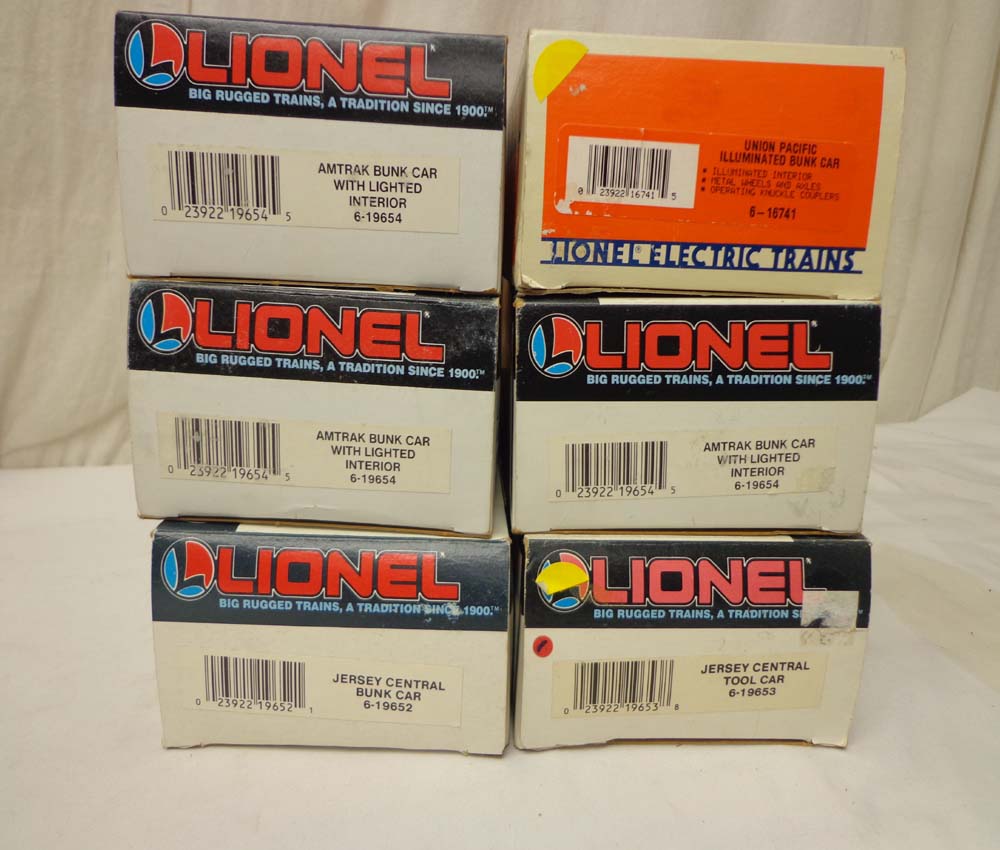 LIONEL
BIG RUGGED TRAINS, A TRADITION SINCE 1900.™
AMTRAK BUNK CAR
WITH LIGHTED
INTERIOR
6-19654
0 23922 19654 5
UNION PACIFIC
ILLUMINATED BUNK CAR
• ILLUMINATED INTERIOR
• METAL WHEELS AND AXLES
• OPERATING KNUCKLE COUPLERS
6-16741
0 23922 16741 5
LIONEL® ELECTRIC TRAINS
LIONEL
BIG RUGGED TRAINS, A TRADITION SINCE 1900.™
AMTRAK BUNK CAR
WITH LIGHTED
INTERIOR
6-19654
0 23922 19654 5
LIONEL
BIG RUGGED TRAINS, A TRADITION SINCE 1900.™
AMTRAK BUNK CAR
WITH LIGHTED
INTERIOR
6-19654
0 23922 19654 5
LIONEL
BIG RUGGED TRAINS, A TRADITION SINCE 1900.™
JERSEY CENTRAL
BUNK CAR
6-19652
0 23922 19652 1
LIONEL
BIG RUGGED TRAINS, A TRADITION
JERSEY CENTRAL
TOOL CAR
6-19653
0 23922 19653 8